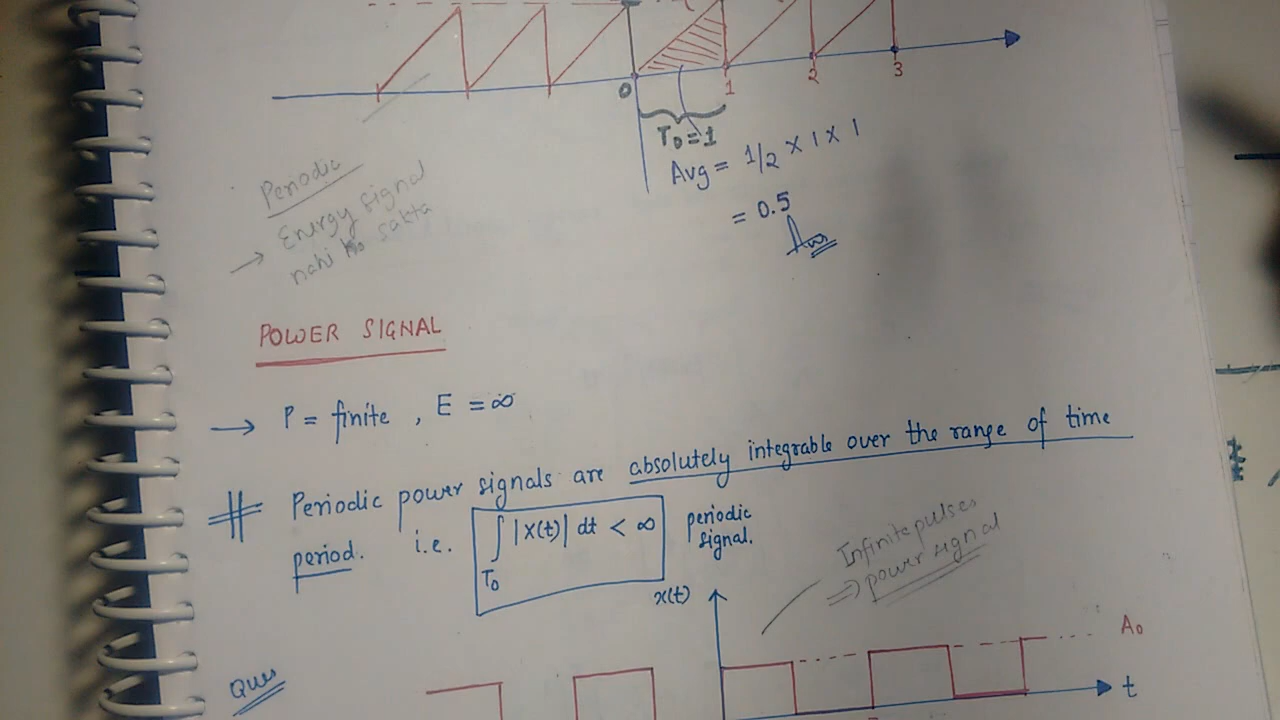 0 1 2 3
T0=1
Avg = 1/2 × 1 × 1
= 0.5
Ans
Periodic
→ Energy signal
nahi ho sakta
POWER SIGNAL
→ P = finite , E = ∞
# Periodic power signals are absolutely integrable over the range of time
period. i.e. ∫T0 |x(t)| dt < ∞ periodic
signal.
Infinite pulses
⇒ power signal
x(t)
A0
Ques
t